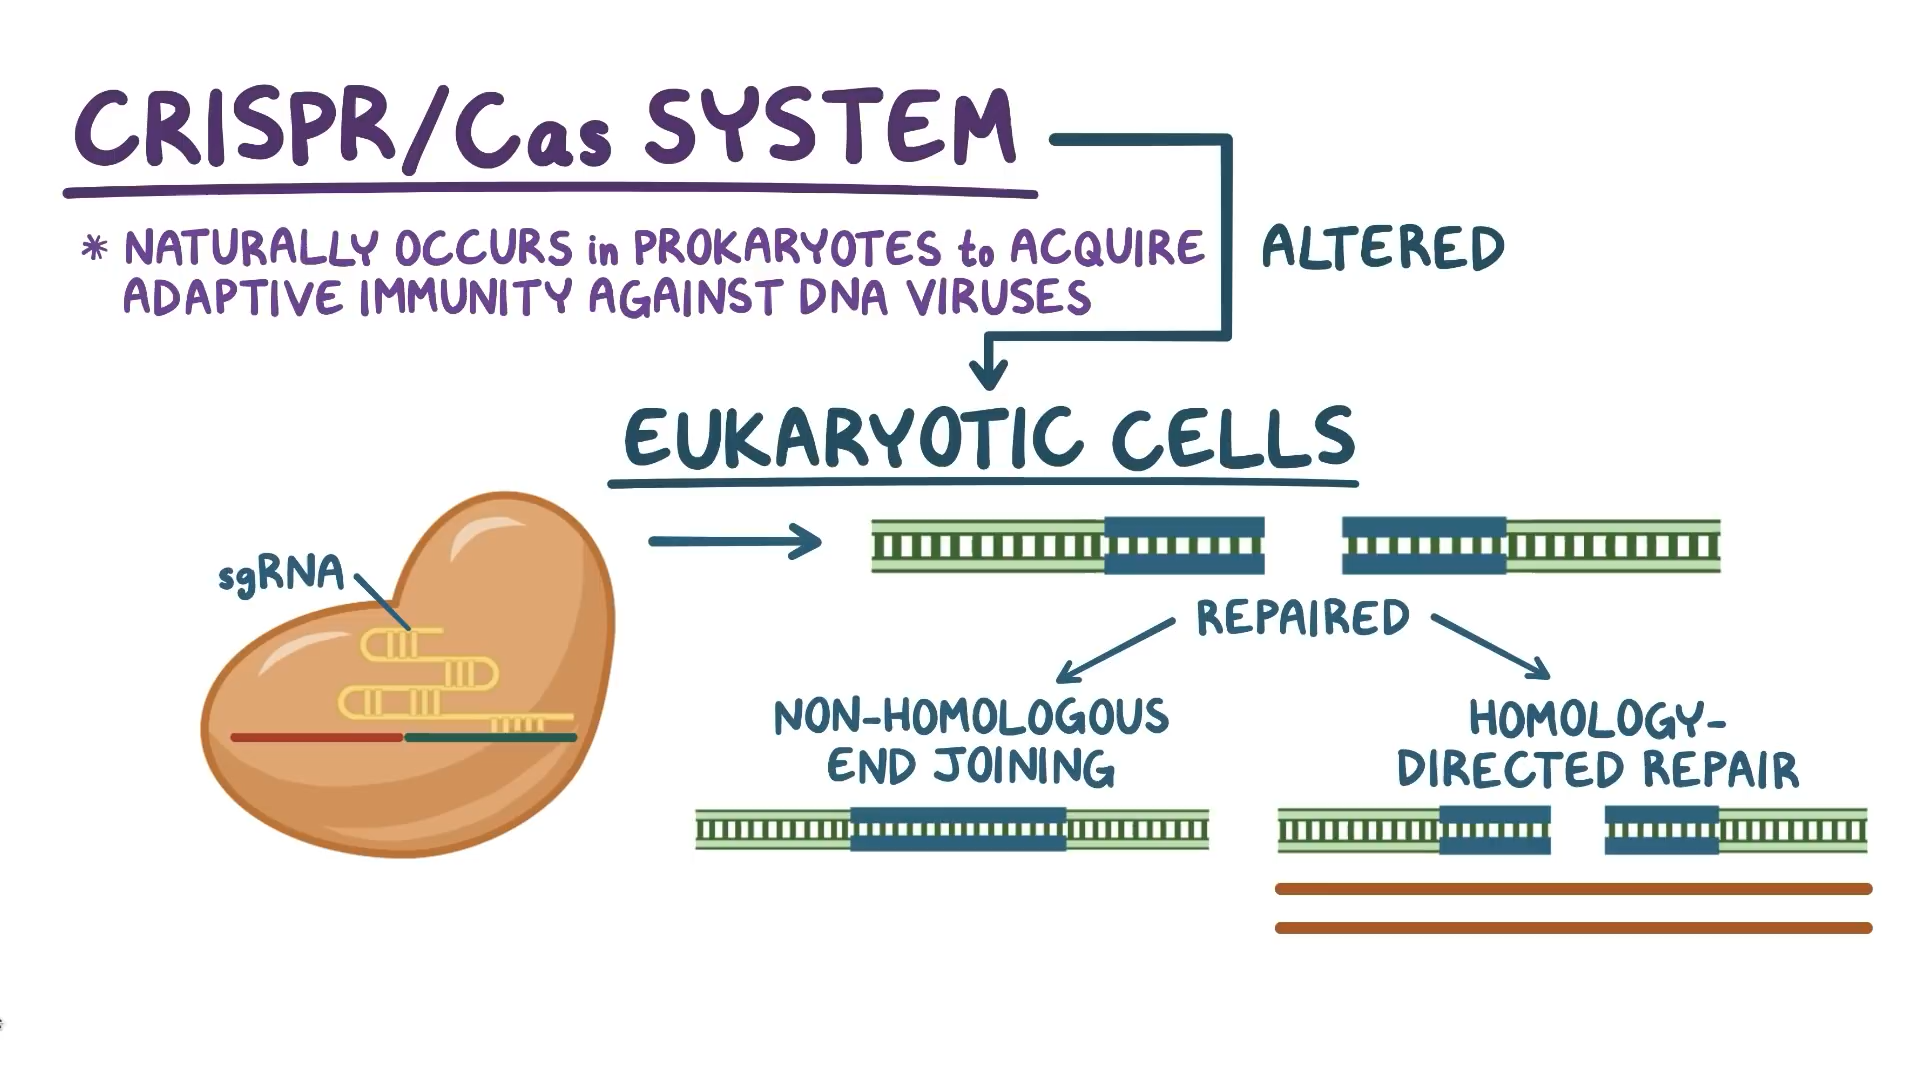 CRISPR/Cas SYSTEM
* NATURALLY OCCURS in PROKARYOTES to ACQUIRE
ADAPTIVE IMMUNITY AGAINST DNA VIRUSES
ALTERED
EUKARYOTIC CELLS
sgRNA
REPAIRED
NON-HOMOLOGOUS
END JOINING
HOMOLOGY-
DIRECTED REPAIR